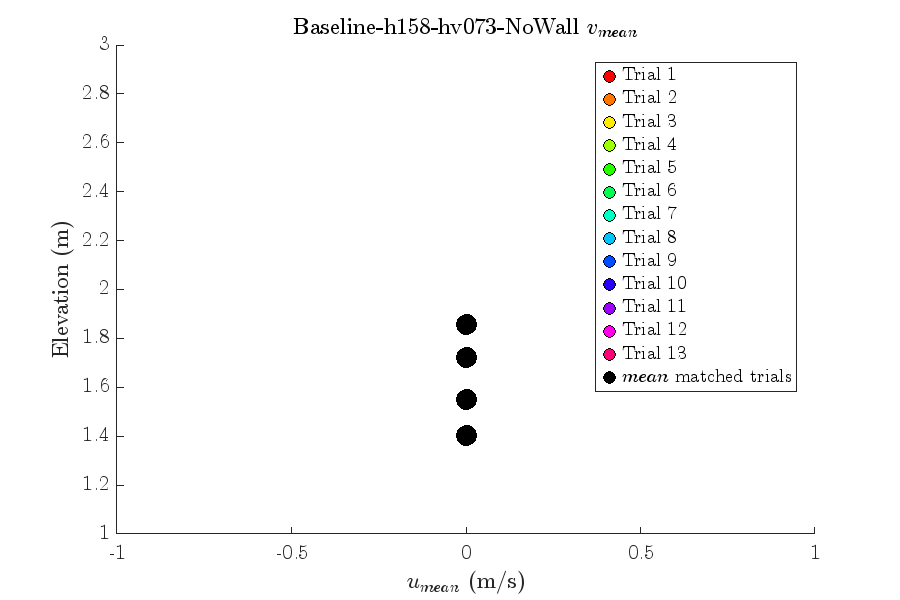 Baseline-h158-hv073-NoWall v_mean
3
2.8
2.6
2.4
2.2
2
1.8
1.6
1.4
1.2
1
Elevation (m)
Trial 1
Trial 2
Trial 3
Trial 4
Trial 5
Trial 6
Trial 7
Trial 8
Trial 9
Trial 10
Trial 11
Trial 12
Trial 13
mean matched trials
-1 -0.5 0 0.5 1
u_mean (m/s)